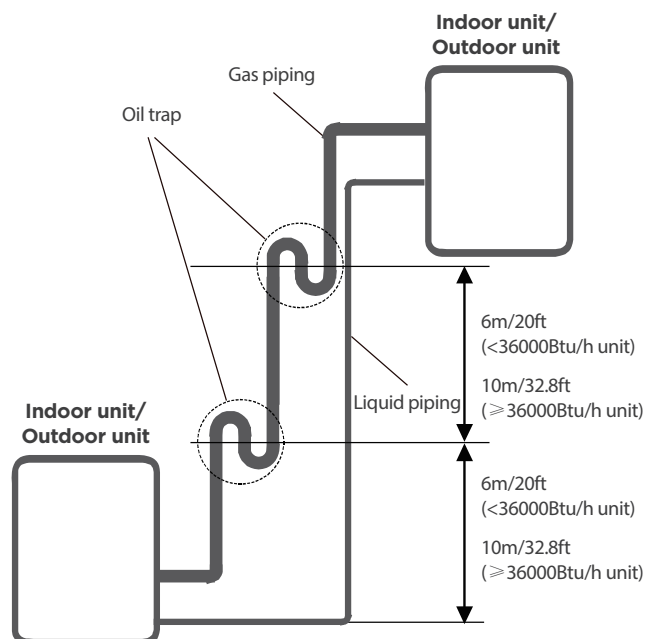 Indoor unit/
Outdoor unit
Gas piping
Oil trap
6m/20ft
(<36000Btu/h unit)
10m/32.8ft
(⩾36000Btu/h unit)
Liquid piping
Indoor unit/
Outdoor unit
6m/20ft
(<36000Btu/h unit)
10m/32.8ft
(⩾36000Btu/h unit)